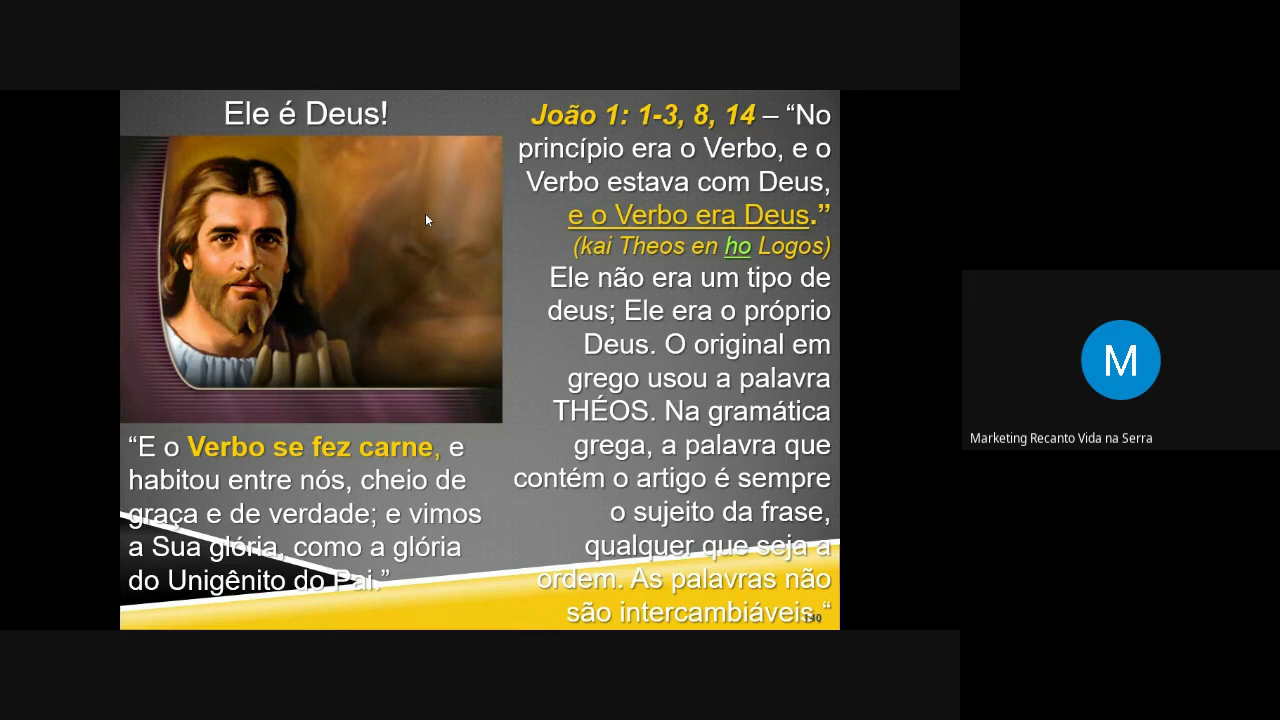 Ele é Deus!
“E o Verbo se fez carne, e
habitou entre nós, cheio de
graça e de verdade; e vimos
a Sua glória, como a glória
do Unigênito do Pai.”
João 1: 1-3, 8, 14 – “No
princípio era o Verbo, e o
Verbo estava com Deus,
e o Verbo era Deus.”
(kai Theos en ho Logos)
Ele não era um tipo de
deus; Ele era o próprio
Deus. O original em
grego usou a palavra
THÉOS. Na gramática
grega, a palavra que
contém o artigo é sempre
o sujeito da frase,
qualquer que seja a
ordem. As palavras não
são intercambiáveis.“
M
Marketing Recanto Vida na Serra